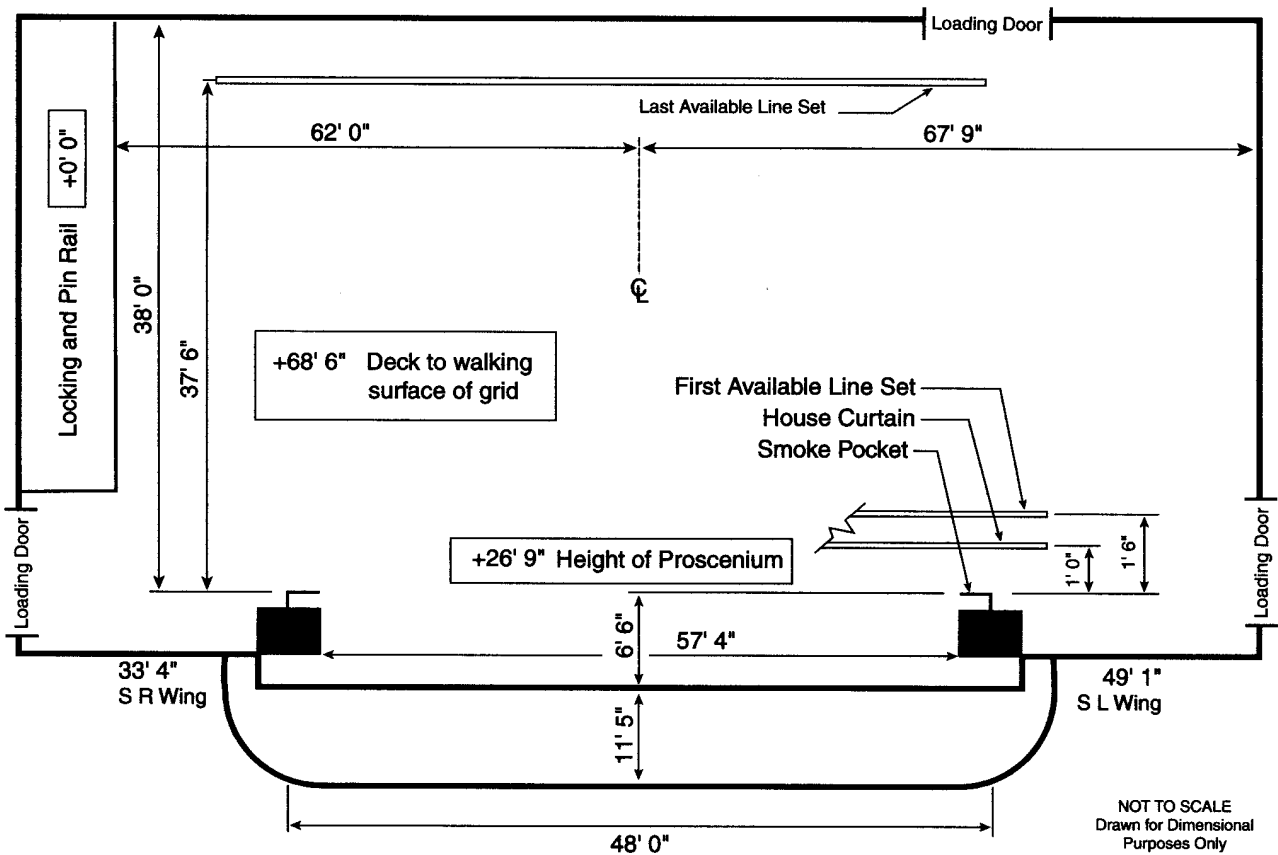 Loading Door
Last Available Line Set
62' 0"
67' 9"
+0' 0"
Locking and Pin Rail
38' 0"
37' 6"
℄
+68' 6" Deck to walking
surface of grid
First Available Line Set
House Curtain
Smoke Pocket
+26' 9" Height of Proscenium
1' 0"
1' 6"
Loading Door
Loading Door
6' 6"
57' 4"
33' 4"
S R Wing
49' 1"
S L Wing
11' 5"
48' 0"
NOT TO SCALE
Drawn for Dimensional
Purposes Only